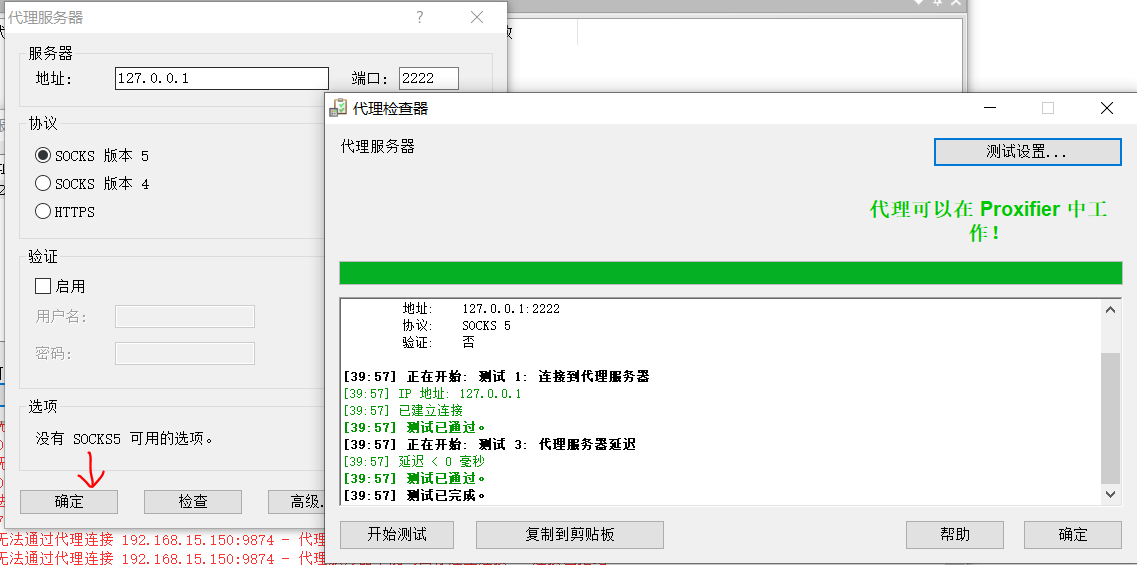 代理服务器
?
服务器
地址:
127.0.0.1
端口:
2222
协议
SOCKS 版本 5
SOCKS 版本 4
HTTPS
验证
启用
用户名:
密码:
选项
没有 SOCKS5 可用的选项。
确定
检查
高级.
代理检查器
代理服务器
测试设置...
代理可以在 Proxifier 中工
作!
地址: 127.0.0.1:2222
协议: SOCKS 5
验证: 否
[39:57] 正在开始: 测试 1: 连接到代理服务器
[39:57] IP 地址: 127.0.0.1
[39:57] 已建立连接
[39:57] 测试已通过。
[39:57] 正在开始: 测试 3: 代理服务器延迟
[39:57] 延迟 < 0 毫秒
[39:57] 测试已通过。
[39:57] 测试已完成。
开始测试
复制到剪贴板
帮助
确定
无法通过代理连接 192.168.15.150:9874 - 代理
无法通过代理连接 192.168.15.150:9874 - 代理